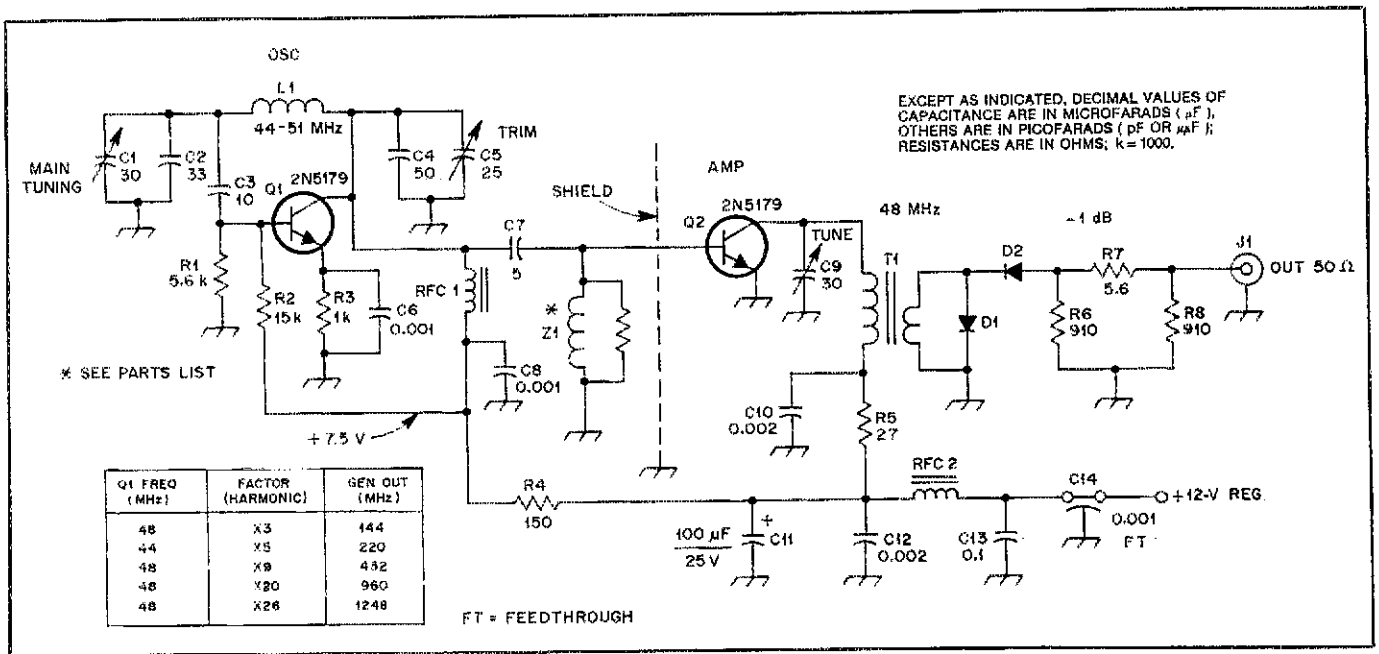 OSC
L1
44-51 MHz
MAIN
TUNING
C1
30
C2
33
C3
10
Q1
2N5179
C4
50
C5
25
TRIM
R1
5.6 k
R2
15k
R3
1k
C6
0.001
RFC 1
C7
5
C8
0.001
*
Z1
SHIELD
* SEE PARTS LIST
+7.5 V
AMP
Q2
2N5179
C9
30
TUNE
48 MHz
T1
C10
0.002
R5
27
D1
D2
-1 dB
R6
910
R7
5.6
R8
910
J1
OUT 50 Ω
EXCEPT AS INDICATED, DECIMAL VALUES OF
CAPACITANCE ARE IN MICROFARADS ( µF ),
OTHERS ARE IN PICOFARADS ( pF OR µµF );
RESISTANCES ARE IN OHMS; k = 1000.
R4
150
100 µF
25 V
+
C11
C12
0.002
RFC 2
C13
0.1
C14
0.001
FT
+12-V REG.
Q1 FREQ (MHz) FACTOR (HARMONIC) GEN OUT (MHz)
48 X3 144
44 X5 220
48 X9 432
48 X20 960
48 X26 1248
FT = FEEDTHROUGH